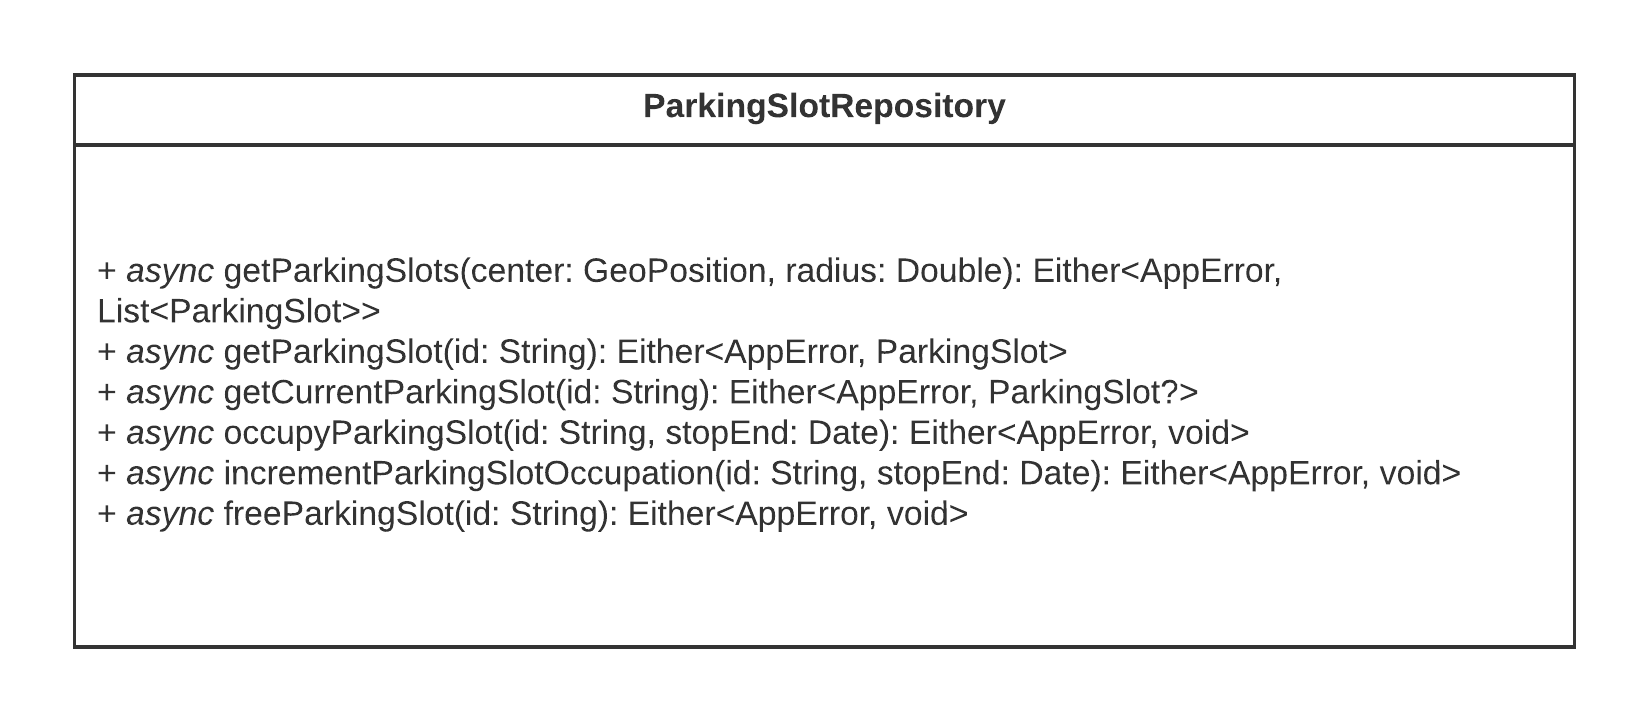 ParkingSlotRepository
+ async getParkingSlots(center: GeoPosition, radius: Double): Either<AppError,
List<ParkingSlot>>
+ async getParkingSlot(id: String): Either<AppError, ParkingSlot>
+ async getCurrentParkingSlot(id: String): Either<AppError, ParkingSlot?>
+ async occupyParkingSlot(id: String, stopEnd: Date): Either<AppError, void>
+ async incrementParkingSlotOccupation(id: String, stopEnd: Date): Either<AppError, void>
+ async freeParkingSlot(id: String): Either<AppError, void>